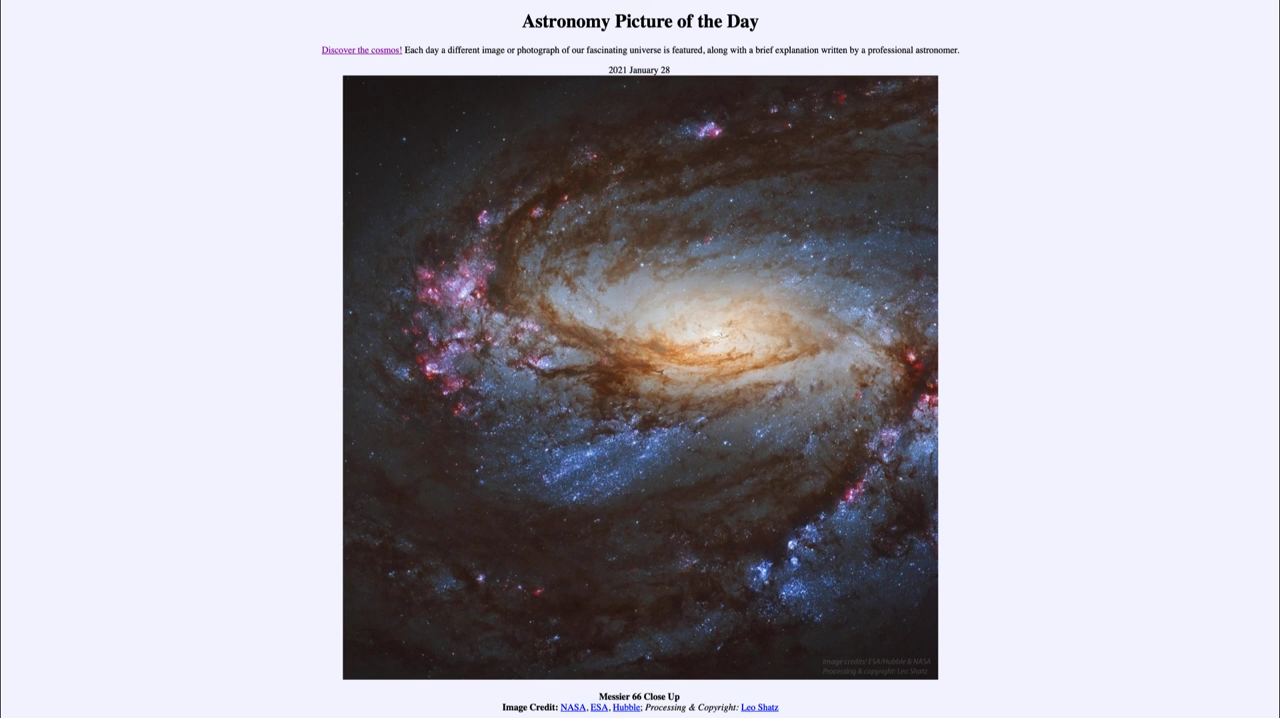 Astronomy Picture of the Day
Discover the cosmos! Each day a different image or photograph of our fascinating universe is featured, along with a brief explanation written by a professional astronomer.
2021 January 28
Image credits: ESA/Hubble & NASA
Processing & copyright: Leo Shatz
Messier 66 Close Up
Image Credit: NASA, ESA, Hubble; Processing & Copyright: Leo Shatz